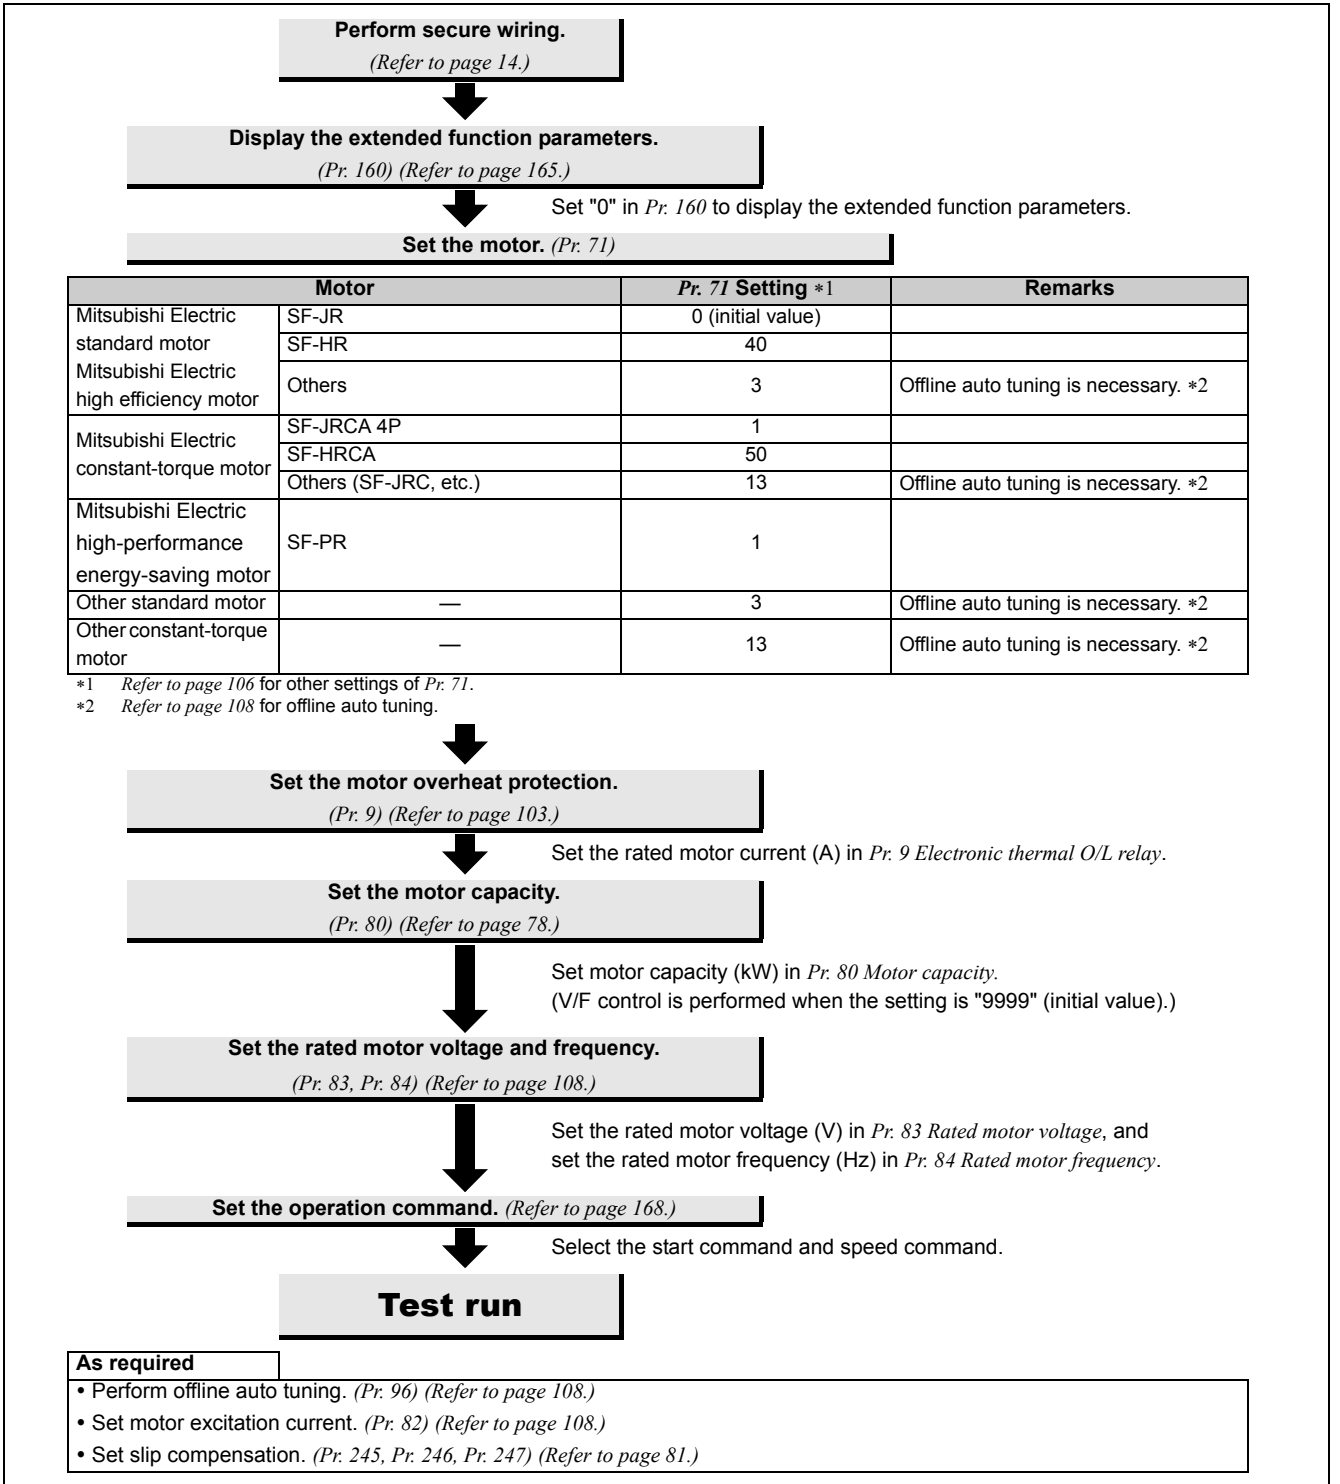 Perform secure wiring.
(Refer to page 14.)
Display the extended function parameters.
(Pr. 160) (Refer to page 165.)
Set "0" in Pr. 160 to display the extended function parameters.
Set the motor. (Pr. 71)
Motor Pr. 71 Setting *1 Remarks
Mitsubishi Electric standard motor
Mitsubishi Electric high efficiency motor
SF-JR 0 (initial value)
SF-HR 40
Others 3 Offline auto tuning is necessary. *2
Mitsubishi Electric constant-torque motor
SF-JRCA 4P 1
SF-HRCA 50
Others (SF-JRC, etc.) 13 Offline auto tuning is necessary. *2
Mitsubishi Electric
high-performance
energy-saving motor
SF-PR 1
Other standard motor — 3 Offline auto tuning is necessary. *2
Other constant-torque motor — 13 Offline auto tuning is necessary. *2
*1 Refer to page 106 for other settings of Pr. 71.
*2 Refer to page 108 for offline auto tuning.
Set the motor overheat protection.
(Pr. 9) (Refer to page 103.)
Set the rated motor current (A) in Pr. 9 Electronic thermal O/L relay.
Set the motor capacity.
(Pr. 80) (Refer to page 78.)
Set motor capacity (kW) in Pr. 80 Motor capacity.
(V/F control is performed when the setting is "9999" (initial value).)
Set the rated motor voltage and frequency.
(Pr. 83, Pr. 84) (Refer to page 108.)
Set the rated motor voltage (V) in Pr. 83 Rated motor voltage, and
set the rated motor frequency (Hz) in Pr. 84 Rated motor frequency.
Set the operation command. (Refer to page 168.)
Select the start command and speed command.
Test run
As required
• Perform offline auto tuning. (Pr. 96) (Refer to page 108.)
• Set motor excitation current. (Pr. 82) (Refer to page 108.)
• Set slip compensation. (Pr. 245, Pr. 246, Pr. 247) (Refer to page 81.)